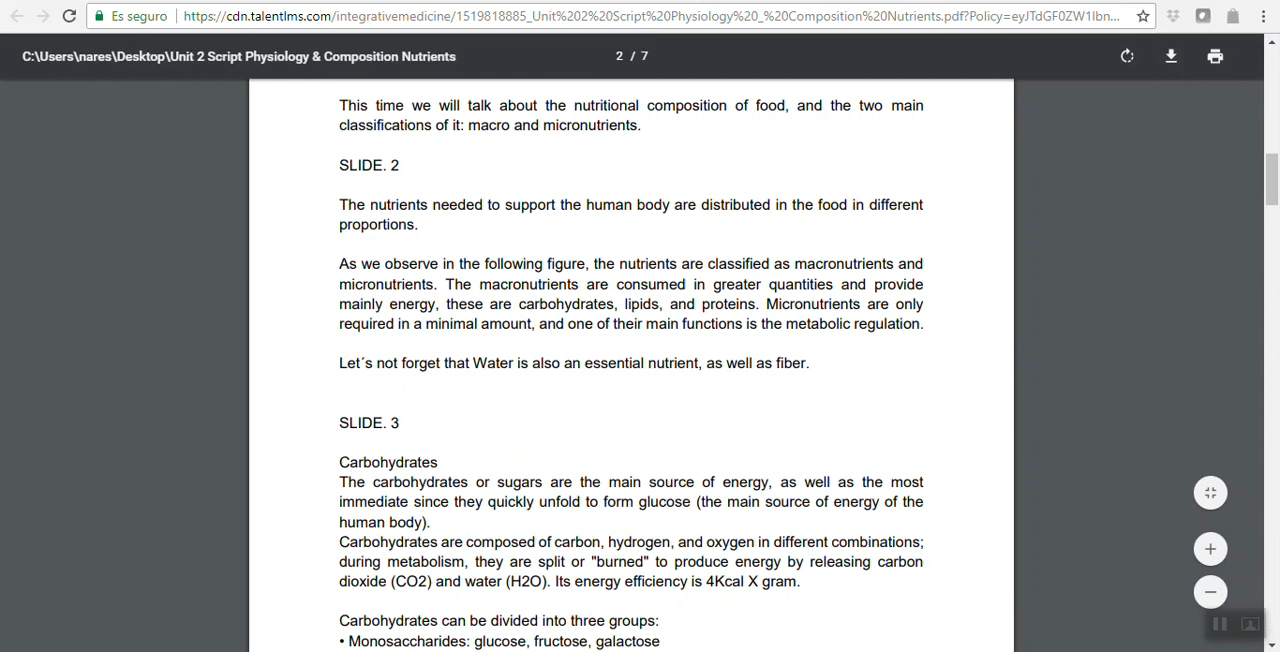 Es seguro | https://cdn.talentlms.com/integrativemedicine/1519818885_Unit%202%20Script%20Physiology%20_%20Composition%20Nutrients.pdf?Policy=eyJTdGF0ZW1lbn...
C:\Users\nares\Desktop\Unit 2 Script Physiology & Composition Nutrients 2 / 7
This time we will talk about the nutritional composition of food, and the two main
classifications of it: macro and micronutrients.
SLIDE. 2
The nutrients needed to support the human body are distributed in the food in different
proportions.
As we observe in the following figure, the nutrients are classified as macronutrients and
micronutrients. The macronutrients are consumed in greater quantities and provide
mainly energy, these are carbohydrates, lipids, and proteins. Micronutrients are only
required in a minimal amount, and one of their main functions is the metabolic regulation.
Let´s not forget that Water is also an essential nutrient, as well as fiber.
SLIDE. 3
Carbohydrates
The carbohydrates or sugars are the main source of energy, as well as the most
immediate since they quickly unfold to form glucose (the main source of energy of the
human body).
Carbohydrates are composed of carbon, hydrogen, and oxygen in different combinations;
during metabolism, they are split or "burned" to produce energy by releasing carbon
dioxide (CO2) and water (H2O). Its energy efficiency is 4Kcal X gram.
Carbohydrates can be divided into three groups:
• Monosaccharides: glucose, fructose, galactose